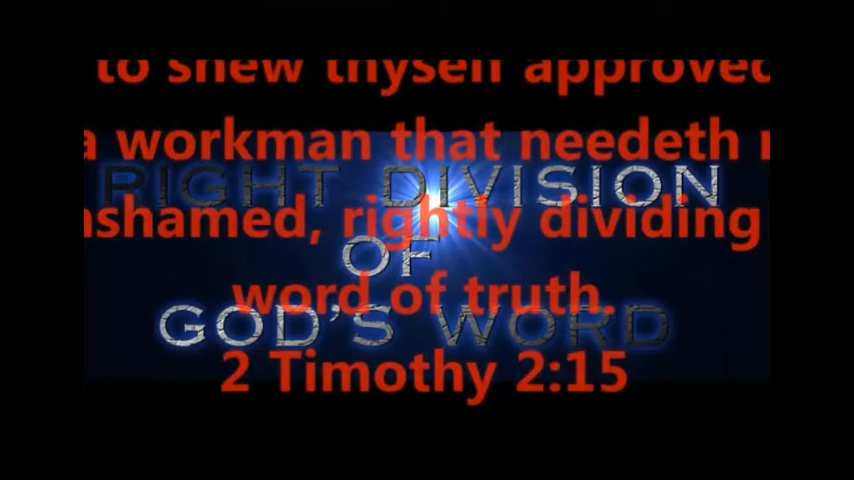 to shew thyself approved
a workman that needeth
RIGHT DIVISION
ashamed, rightly dividing
OF
word of truth.
GOD'S WORD
2 Timothy 2:15